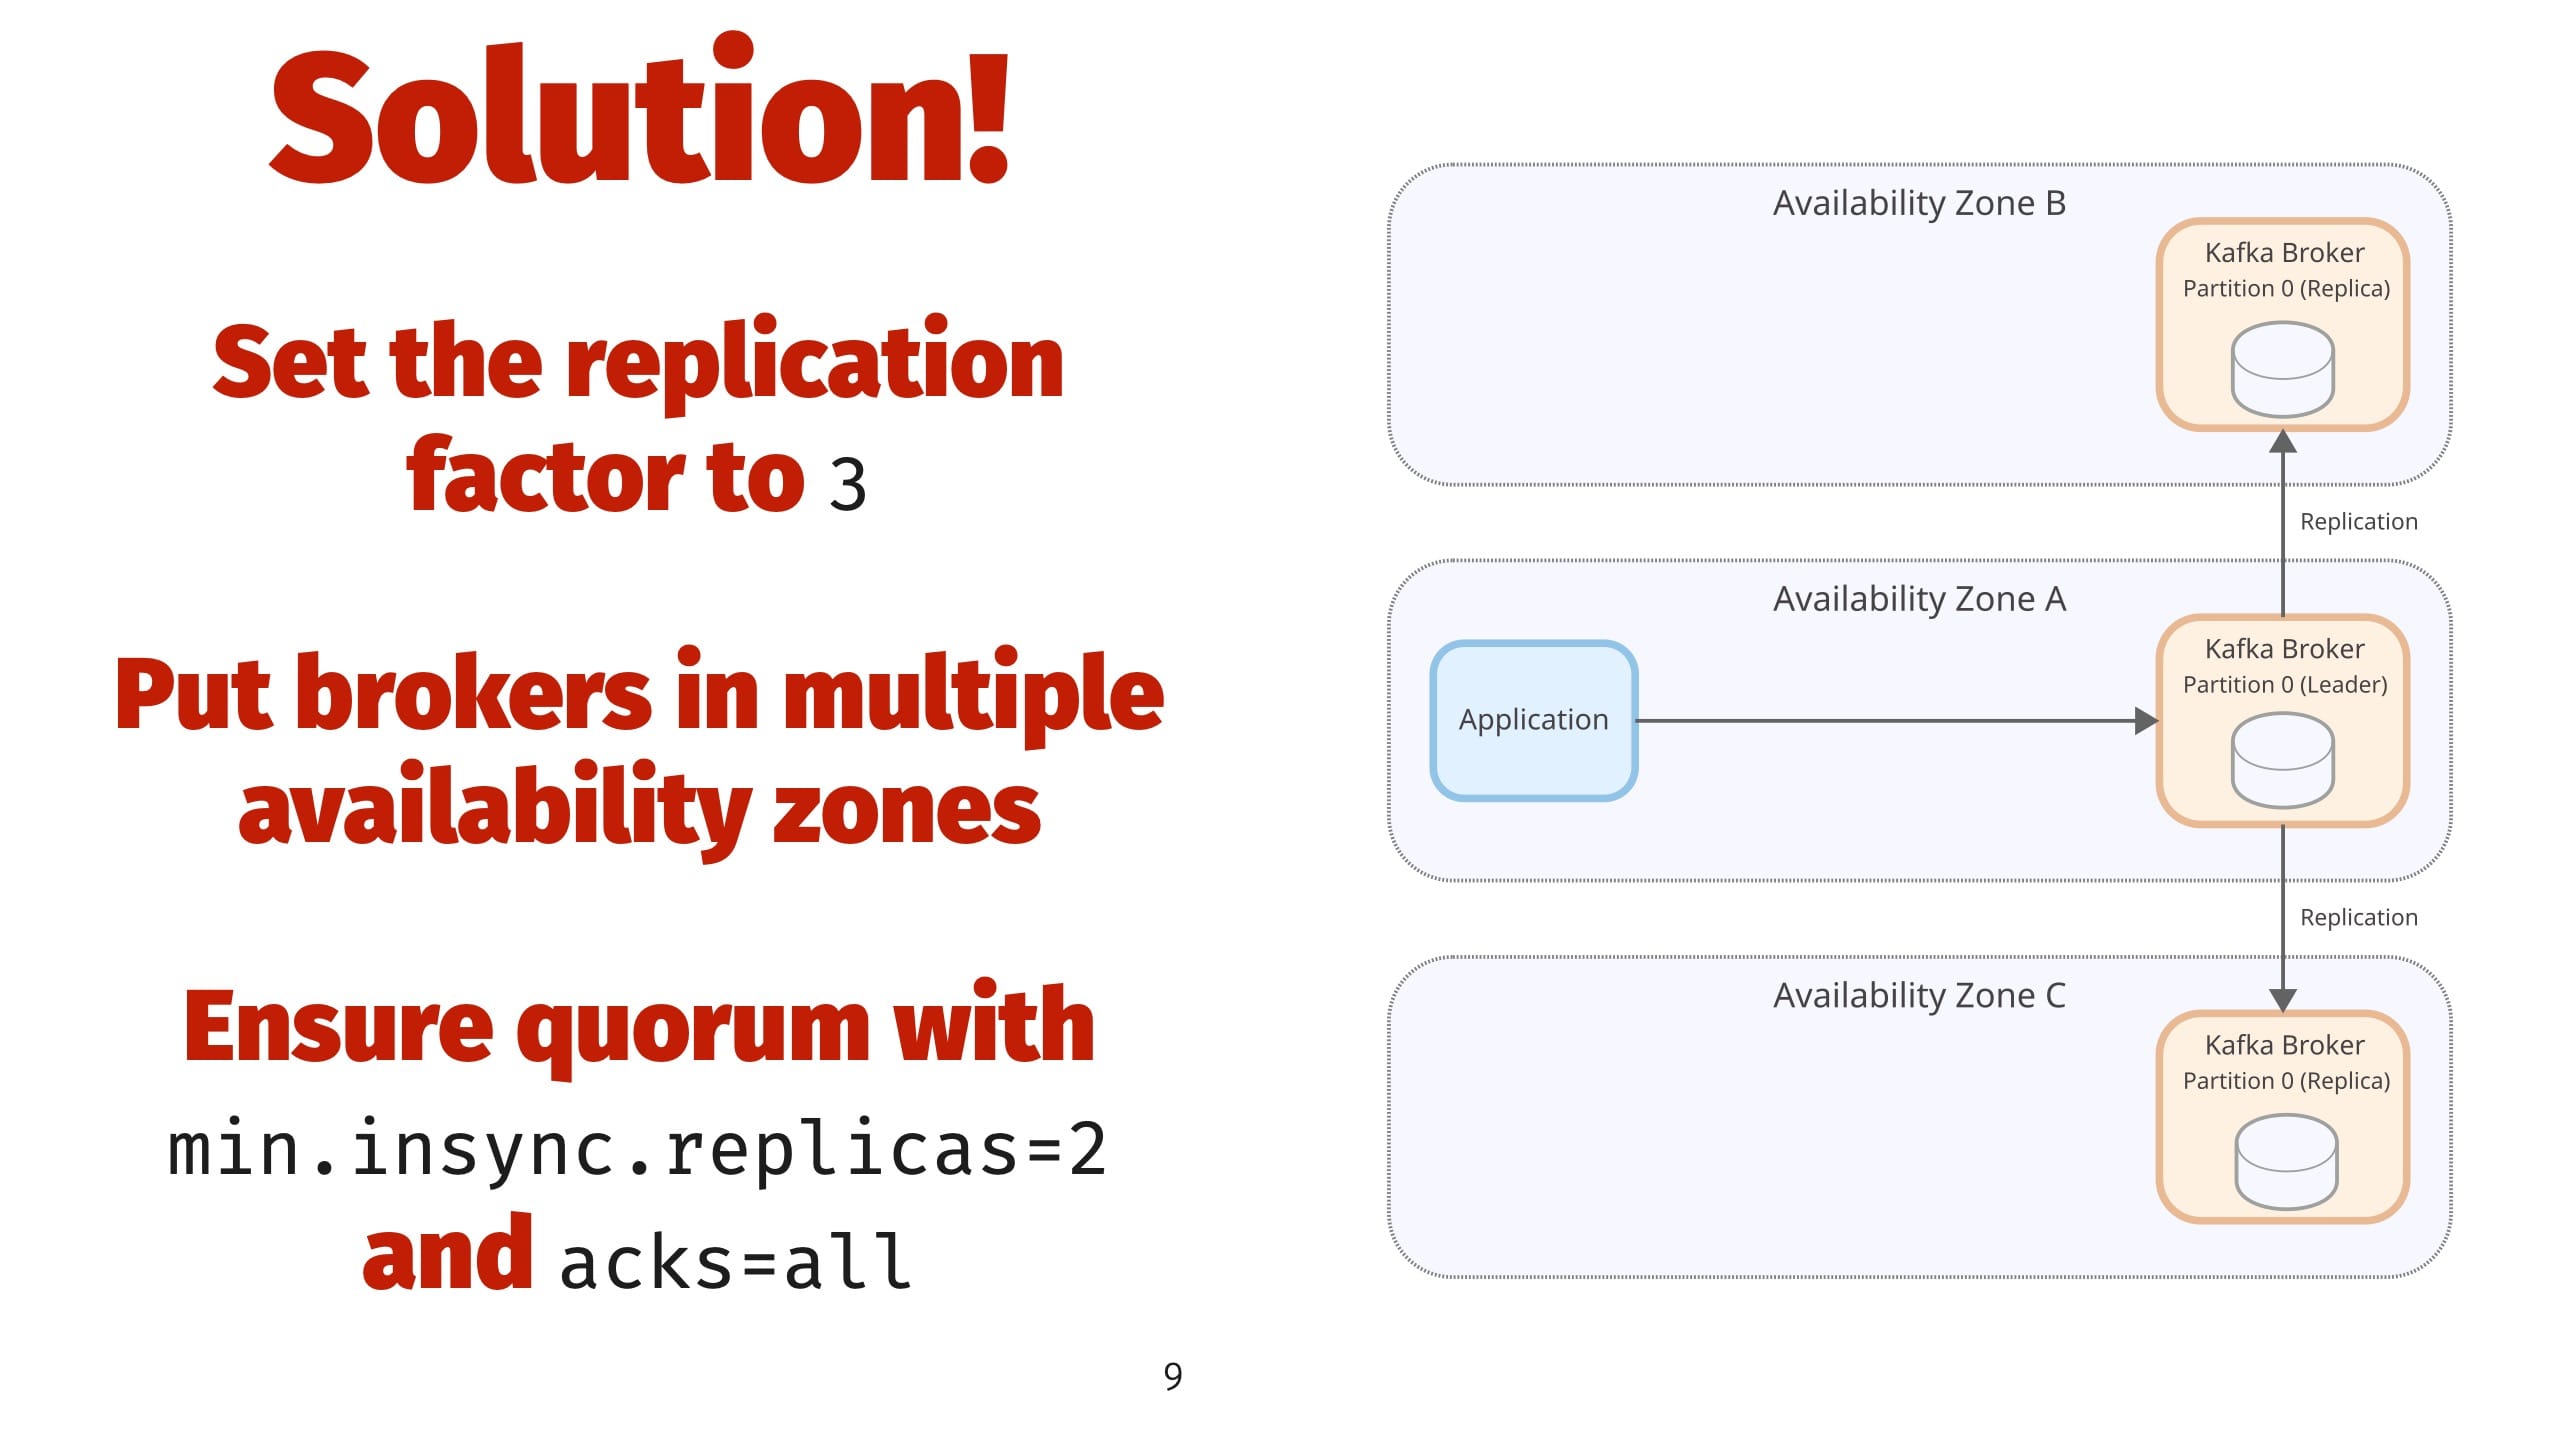 Solution!
Set the replication
factor to 3
Put brokers in multiple
availability zones
Ensure quorum with
min.insync.replicas=2
and acks=all
Availability Zone B
Kafka Broker
Partition 0 (Replica)
Replication
Availability Zone A
Application
Kafka Broker
Partition 0 (Leader)
Replication
Availability Zone C
Kafka Broker
Partition 0 (Replica)
9